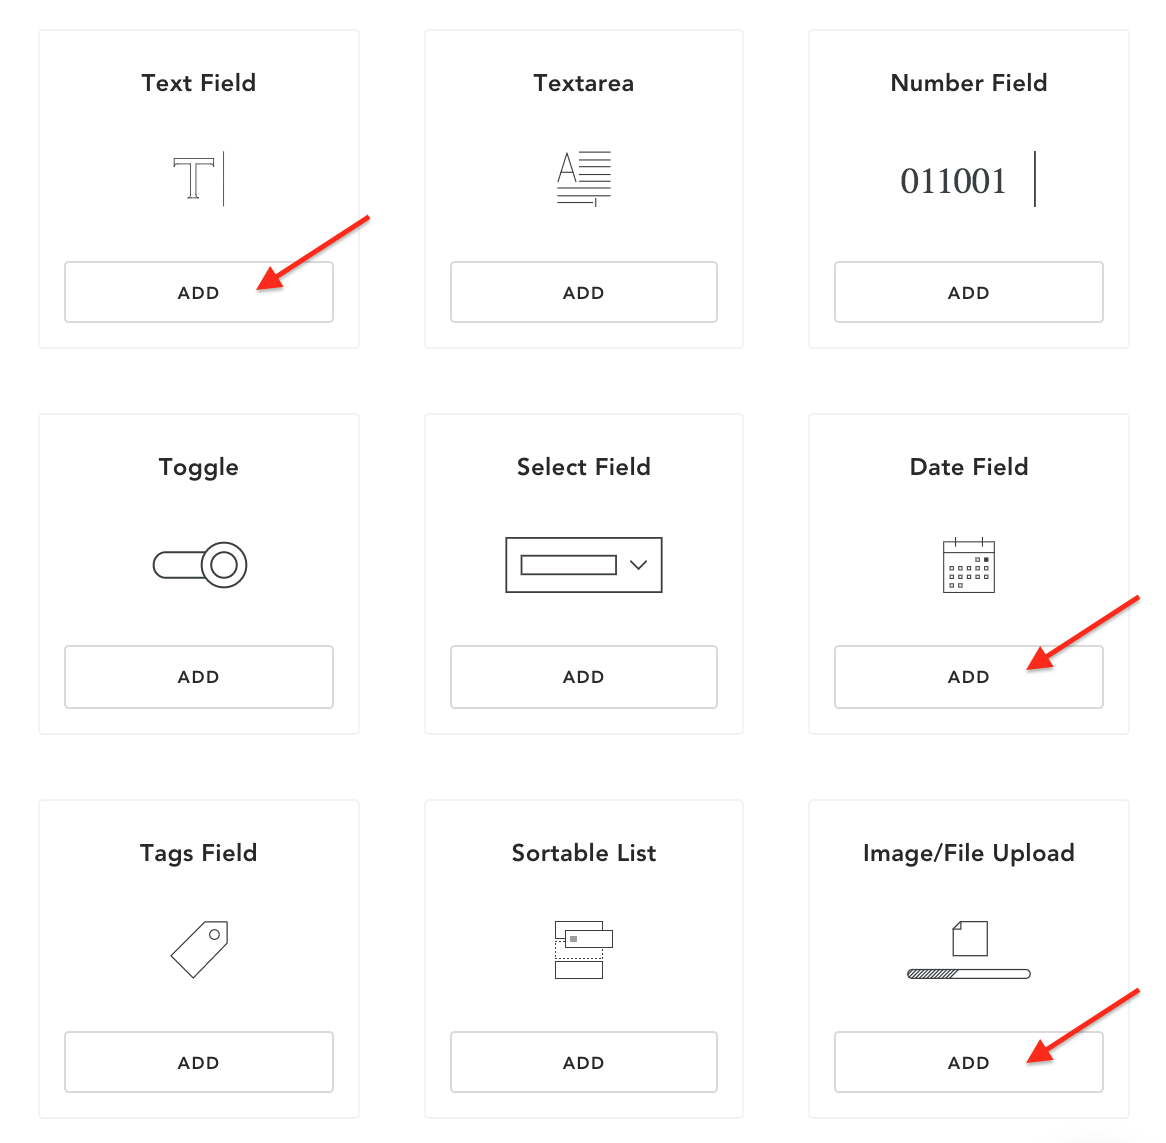 Text Field
Textarea
Number Field
T
A
011001
ADD
ADD
ADD
Toggle
Select Field
Date Field
ADD
ADD
ADD
Tags Field
Sortable List
Image/File Upload
ADD
ADD
ADD